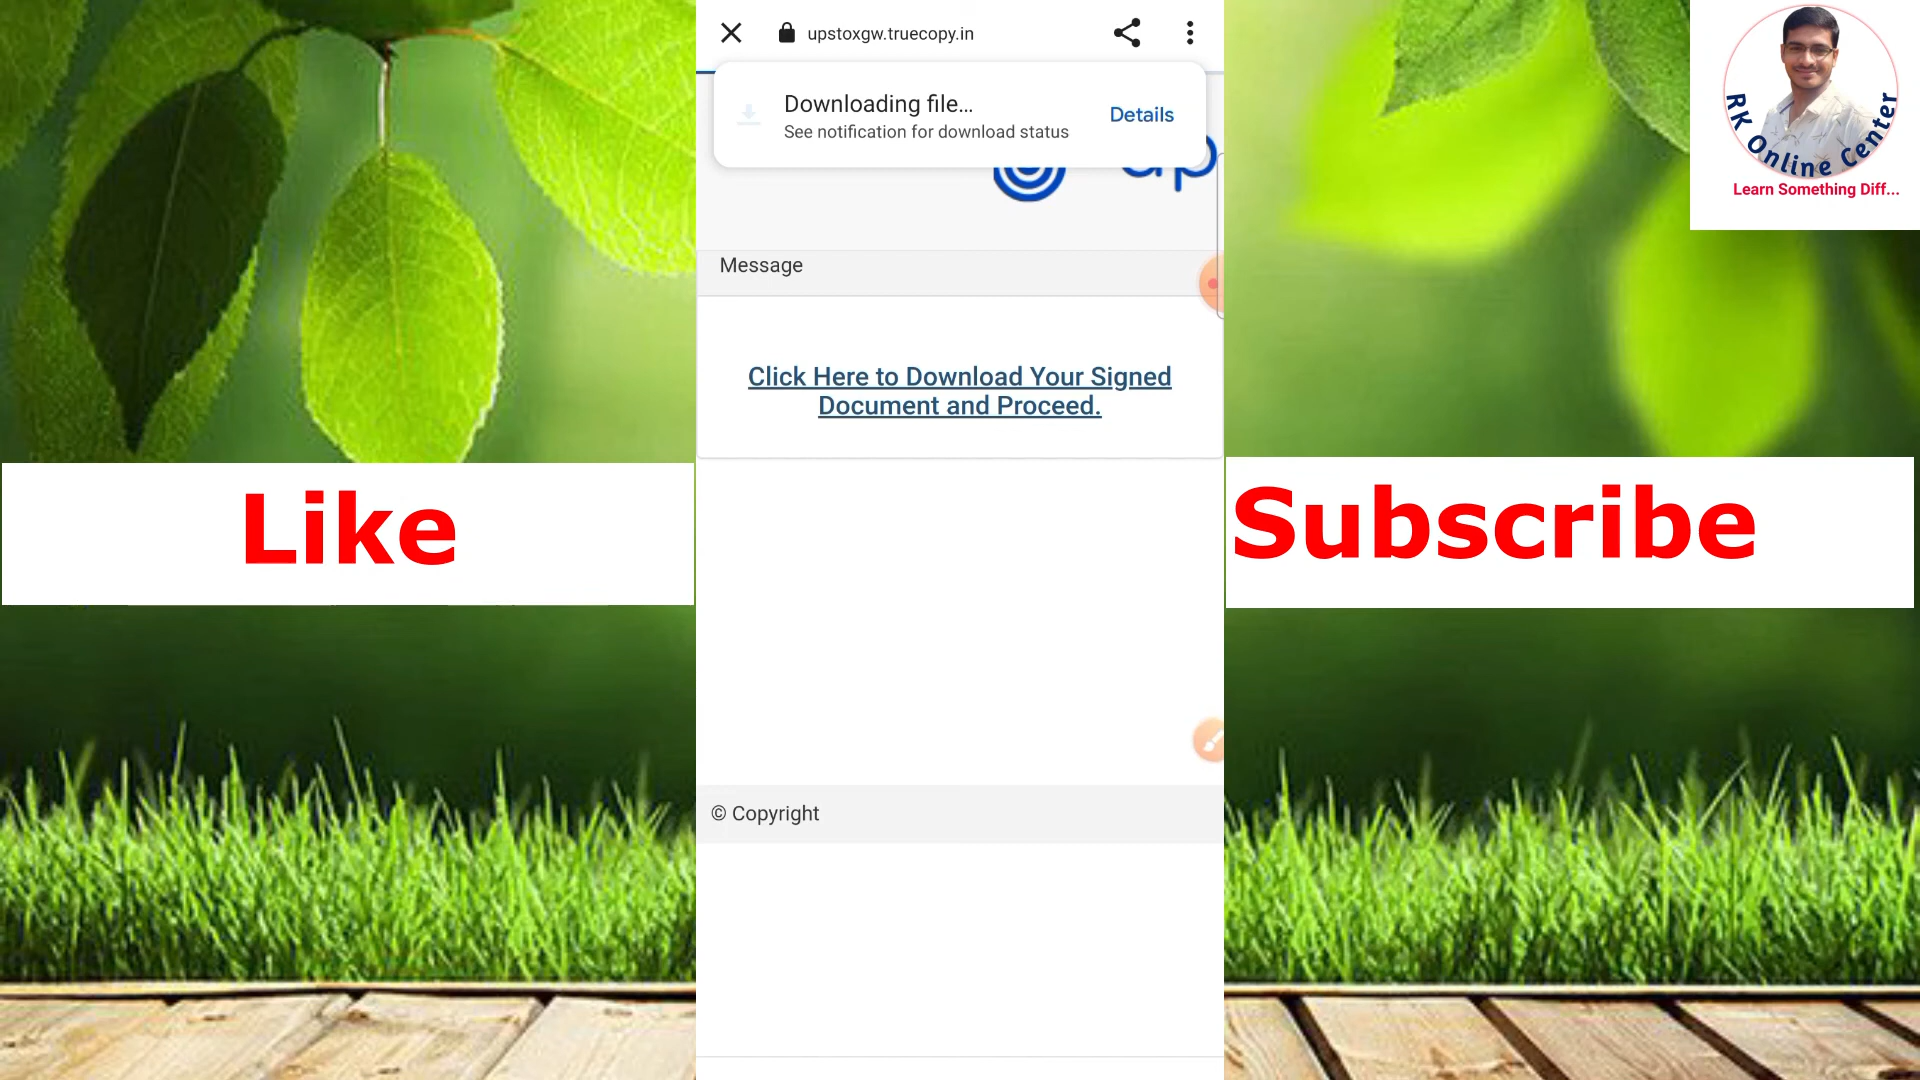 upstoxgw.truecopy.in
Downloading file...
See notification for download status
Details
up
Message
Click Here to Download Your Signed
Document and Proceed.
© Copyright
Like
Subscribe
RK Online Center
Learn Something Diff...